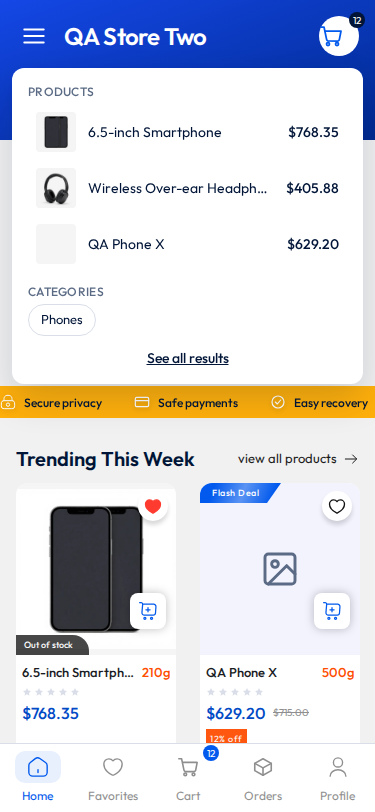 QA Store Two
12
PRODUCTS
6.5-inch Smartphone $768.35
Wireless Over-ear Headph... $405.88
QA Phone X $629.20
CATEGORIES
Phones
See all results
Secure privacy Safe payments Easy recovery
Trending This Week view all products
Flash Deal
Out of stock
6.5-inch Smartph... 210g
$768.35
QA Phone X 500g
$629.20 $715.00
12% off
12
Home Favorites Cart Orders Profile